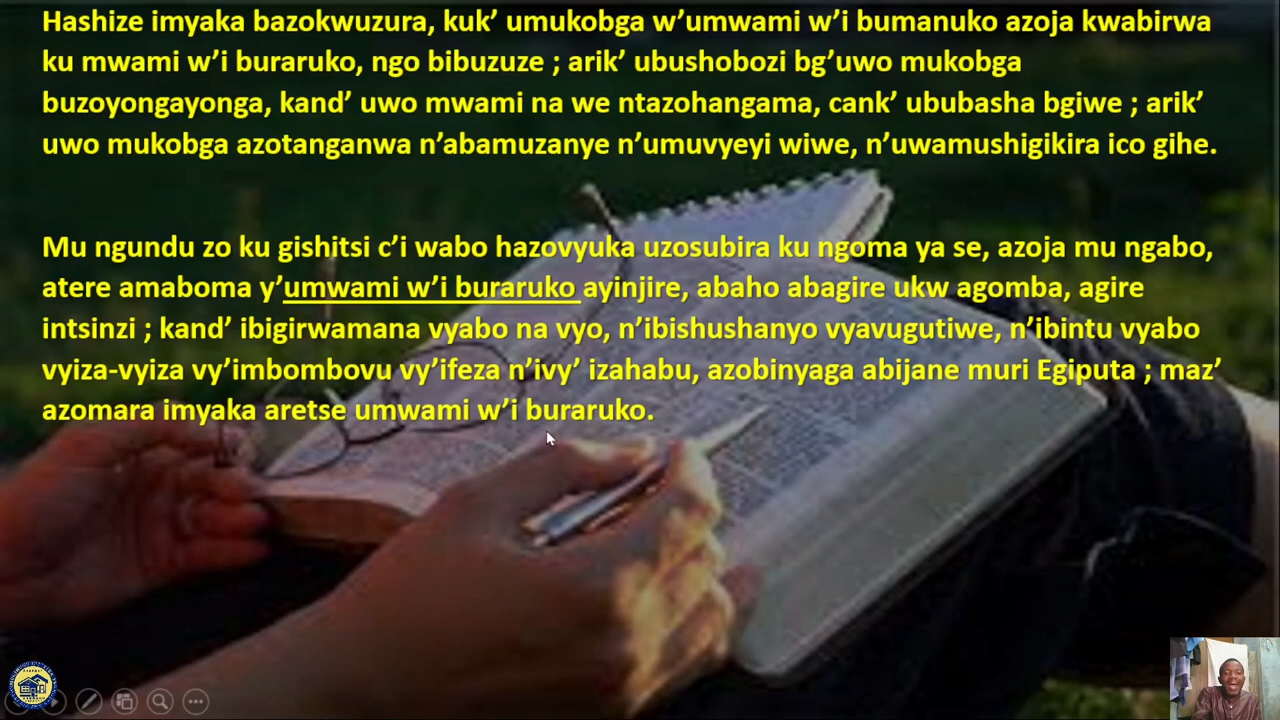 Hashize imyaka bazokwuzura, kuk’ umukobga w’umwami w’i bumanuko azoja kwabirwa
ku mwami w’i buraruko, ngo bibuzuze ; arik’ ubushobozi bg’uwo mukobga
buzoyongayonga, kand’ uwo mwami na we ntazohangama, cank’ ububasha bgiwe ; arik’
uwo mukobga azotanganwa n’abamuzanye n’umuvyeyi wiwe, n’uwamushigikira ico gihe.
Mu ngundu zo ku gishitsi c’i wabo hazovyuka uzosubira ku ngoma ya se, azoja mu ngabo,
atere amaboma y’umwami w’i buraruko ayinjire, abaho abagire ukw agomba, agire
intsinzi ; kand’ ibigirwamana vyabo na vyo, n’ibishushanyo vyavugutiwe, n’ibintu vyabo
vyiza-vyiza vy’imbombovu vy’ifeza n’ivy’ izahabu, azobinyaga abijane muri Egiputa ; maz’
azomara imyaka aretse umwami w’i buraruko.